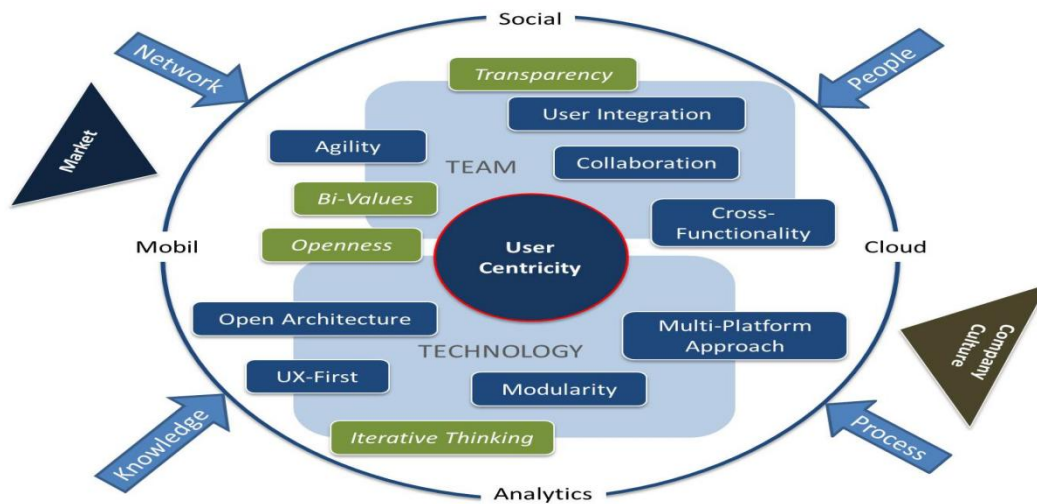 Social
Network
People
Transparency
User Integration
Market
Agility
Collaboration
TEAM
Bi-Values
Cross-
Functionality
Openness
Mobil
User
Centricity
Cloud
Open Architecture
Multi-Platform
Approach
TECHNOLOGY
Company
Culture
UX-First
Modularity
Iterative Thinking
Knowledge
Process
Analytics